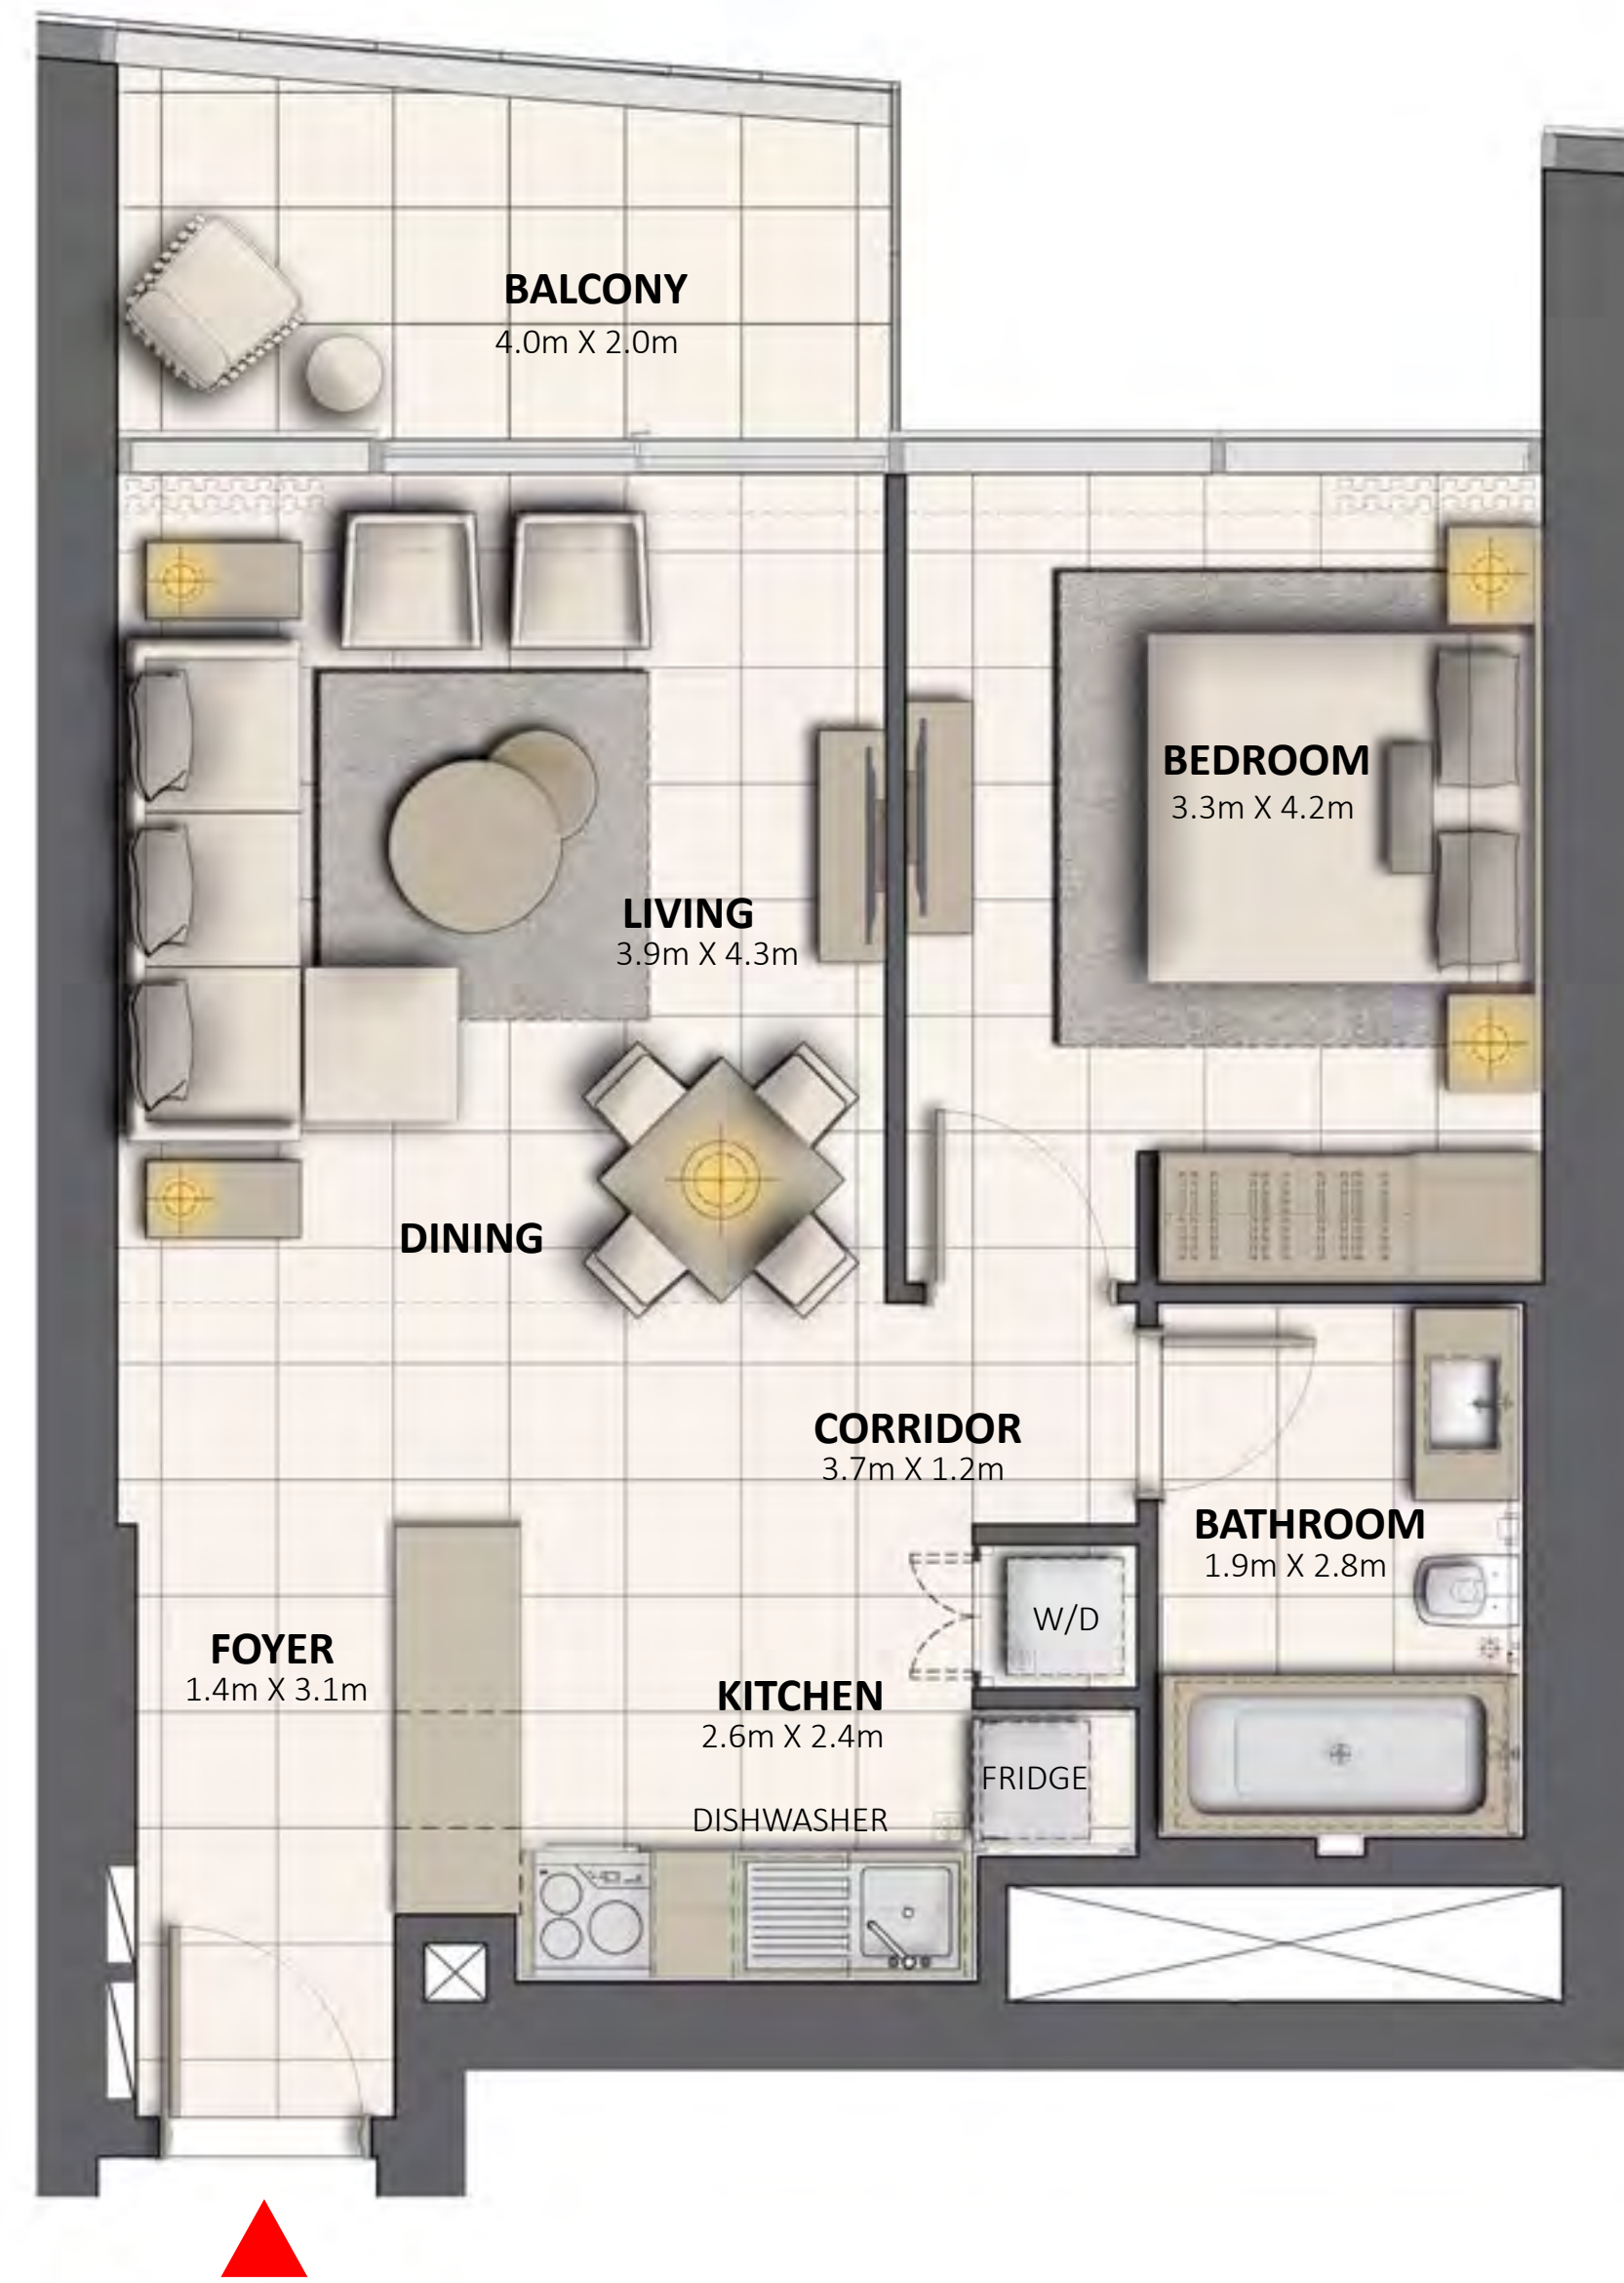 BALCONY
4.0m X 2.0m
BEDROOM
3.3m X 4.2m
LIVING
3.9m X 4.3m
DINING
CORRIDOR
3.7m X 1.2m
BATHROOM
1.9m X 2.8m
W/D
FOYER
1.4m X 3.1m
KITCHEN
2.6m X 2.4m
FRIDGE
DISHWASHER